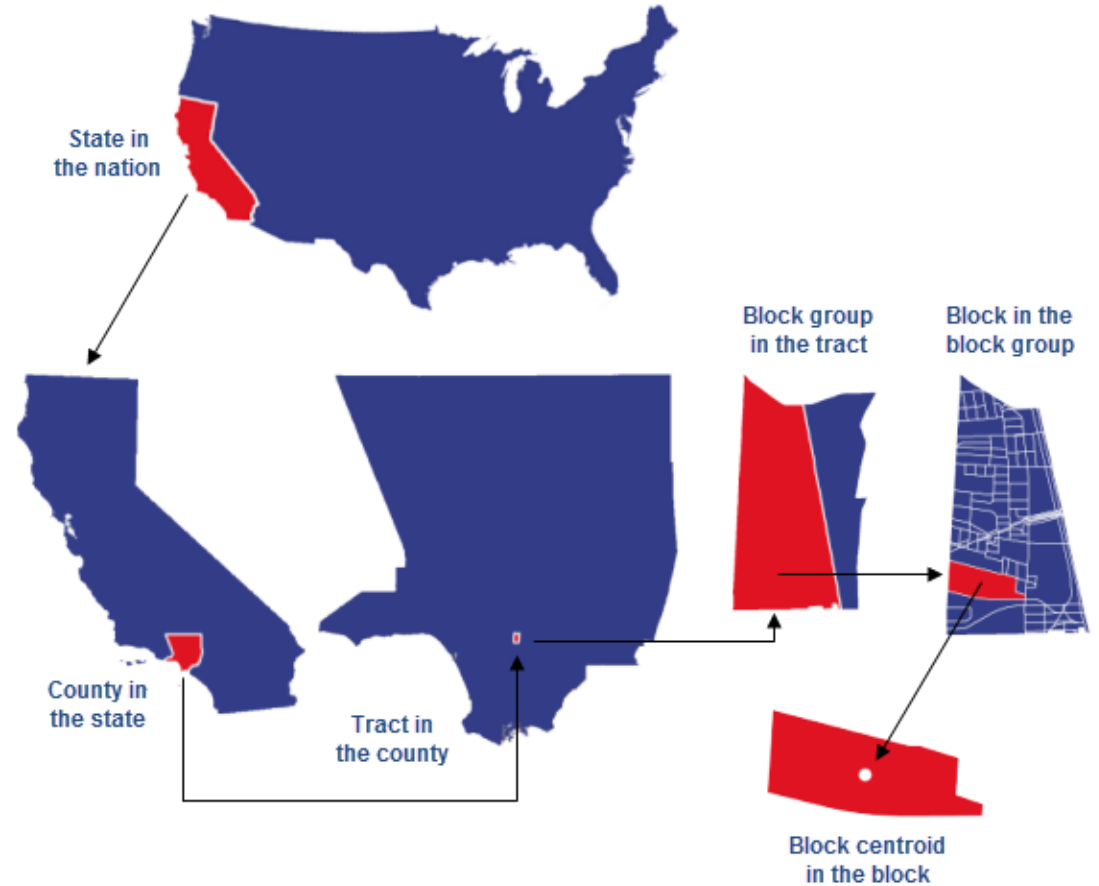 State in
the nation
Block group
in the tract
Block in the
block group
County in
the state
Tract in
the county
Block centroid
in the block